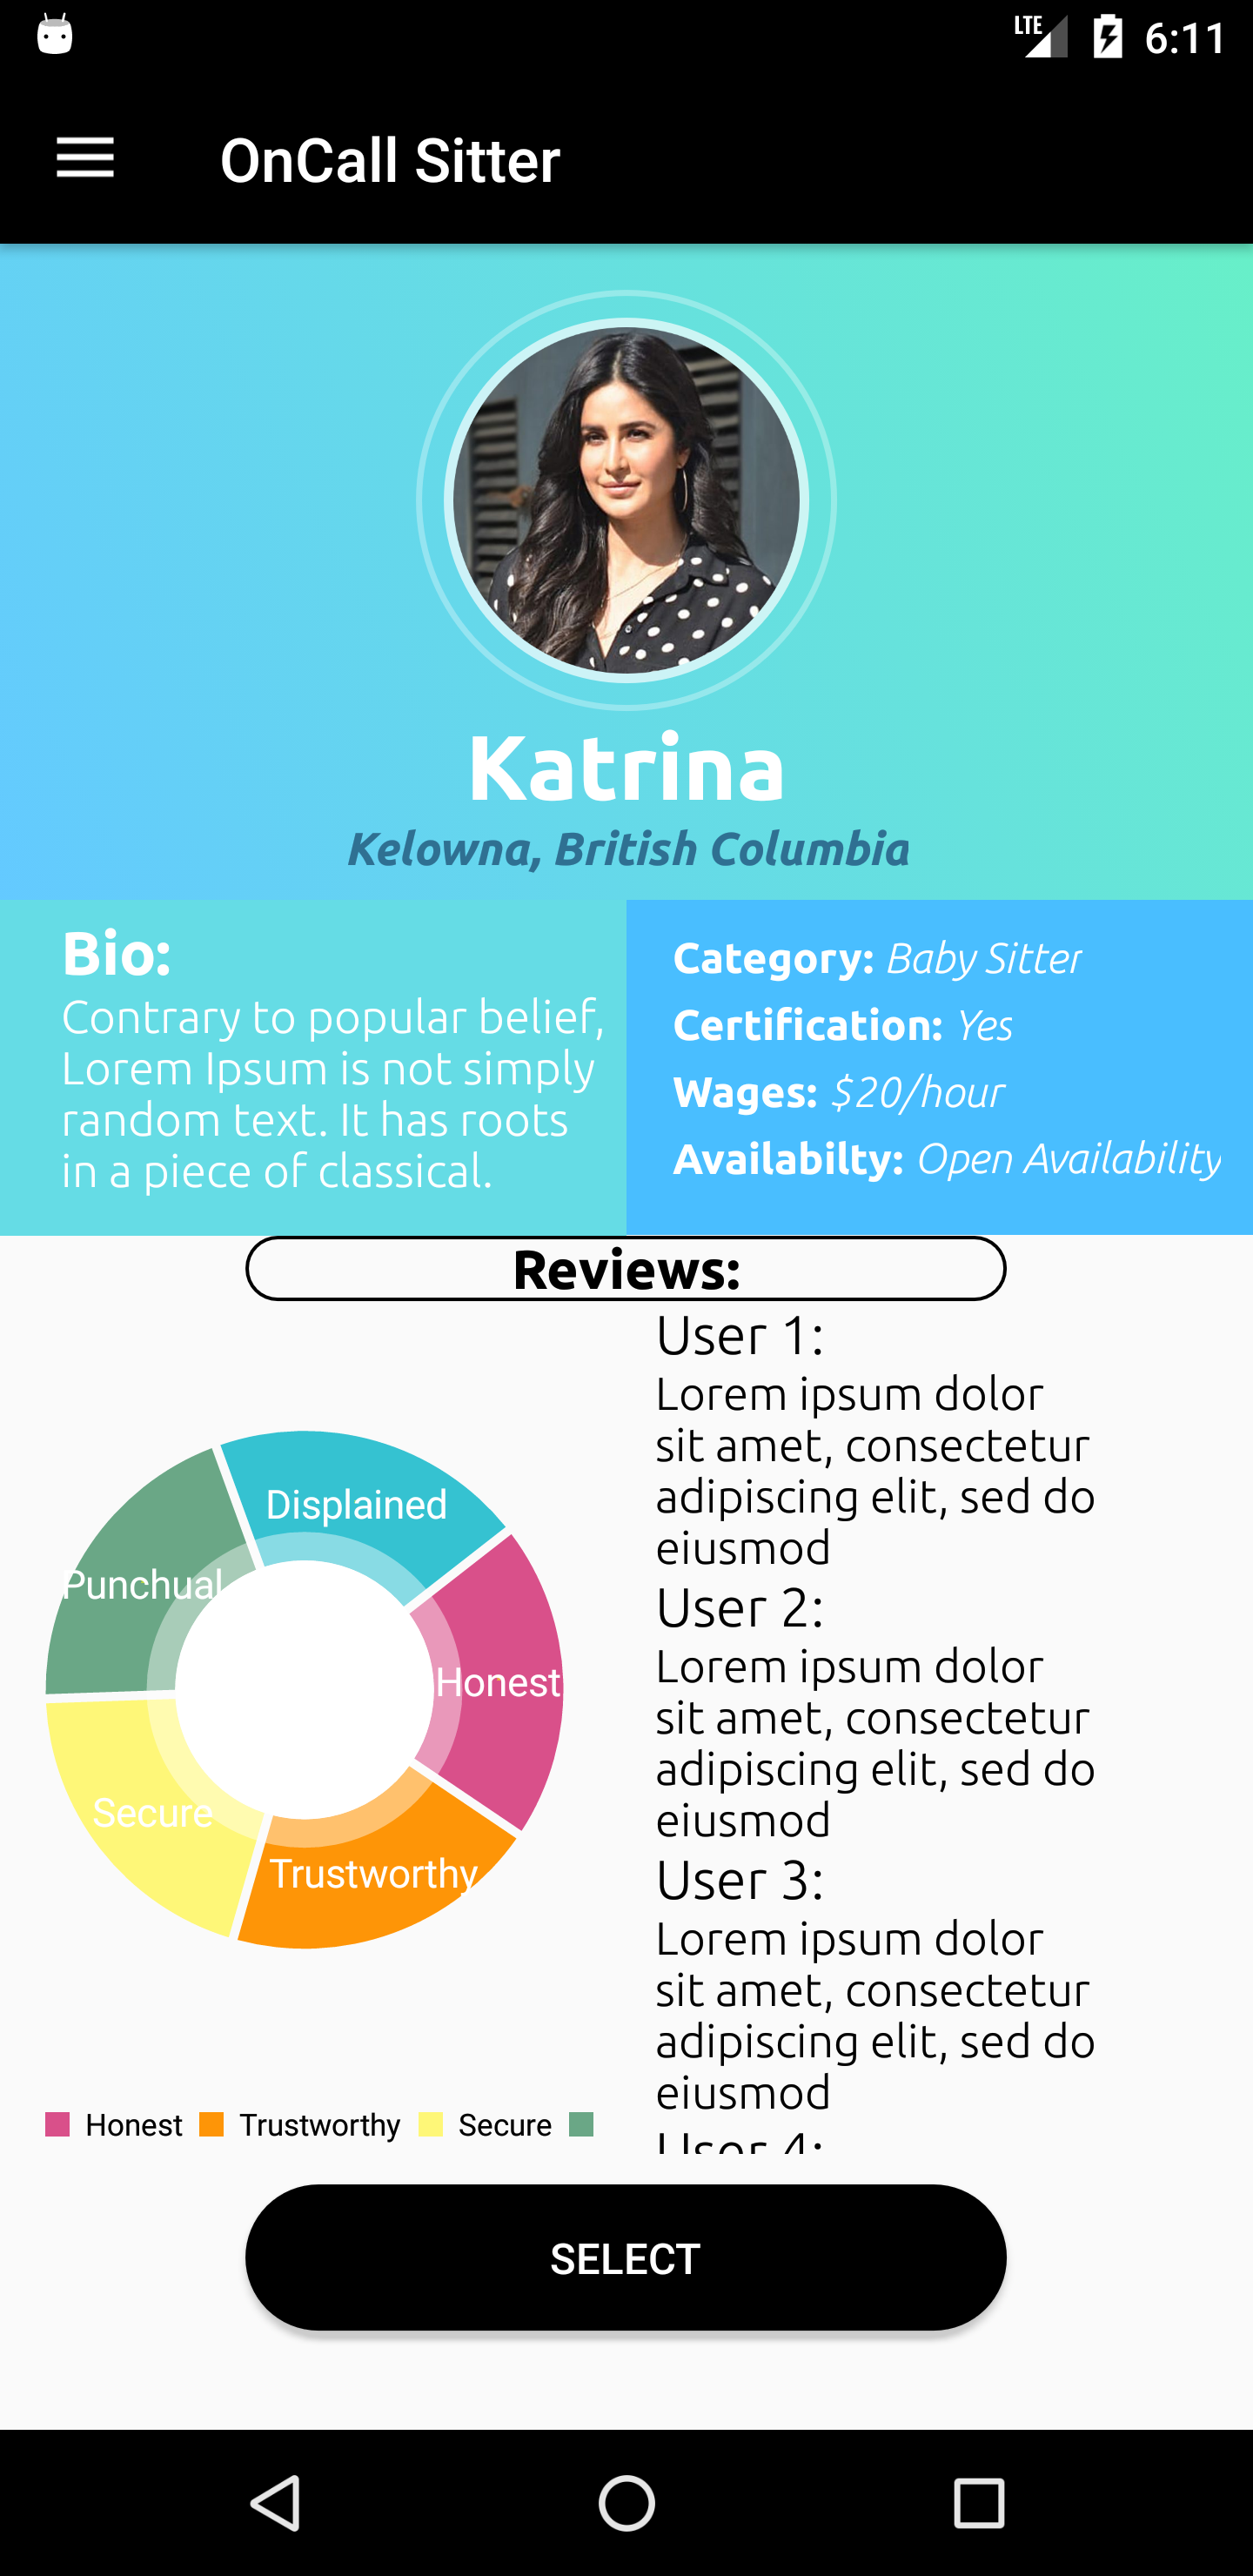 LTE 6:11
OnCall Sitter
Katrina
Kelowna, British Columbia
Bio:
Contrary to popular belief,
Lorem Ipsum is not simply
random text. It has roots
in a piece of classical.
Category: Baby Sitter
Certification: Yes
Wages: $20/hour
Availabilty: Open Availability
Reviews:
Displained
Punchual
Honest
Secure
Trustworthy
Honest Trustworthy Secure
User 1:
Lorem ipsum dolor
sit amet, consectetur
adipiscing elit, sed do
eiusmod
User 2:
Lorem ipsum dolor
sit amet, consectetur
adipiscing elit, sed do
eiusmod
User 3:
Lorem ipsum dolor
sit amet, consectetur
adipiscing elit, sed do
eiusmod
User 4:
SELECT